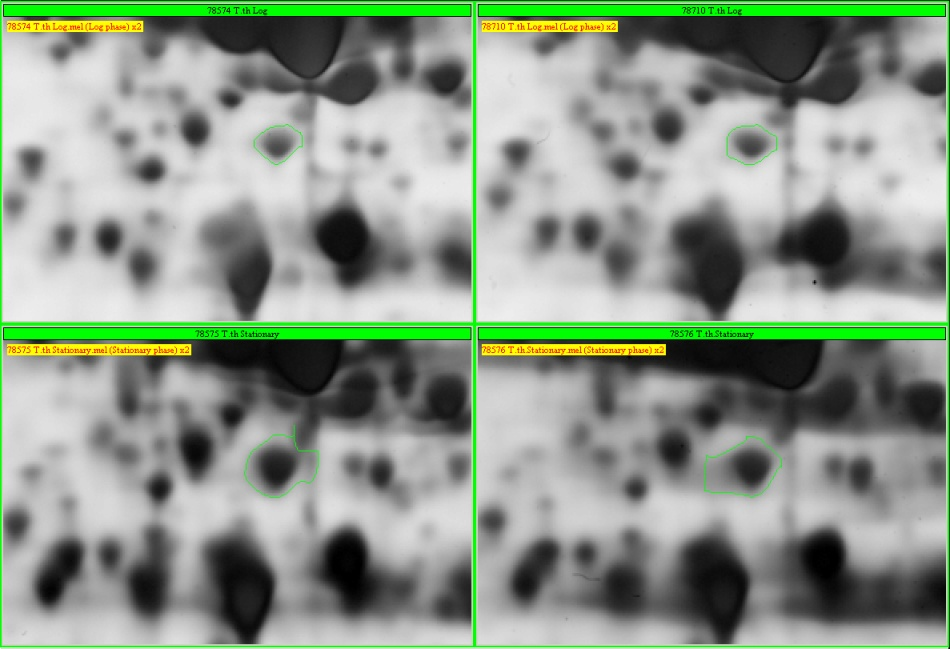 78574 T.th Log
78574 T.th Log.mel (Log phase) x2
78710 T.th Log
78710 T.th Log.mel (Log phase) x2
78575 T.th Stationary
78575 T.th Stationary.mel (Stationary phase) x2
78576 T.th Stationary
78576 T.th Stationary.mel (Stationary phase) x2